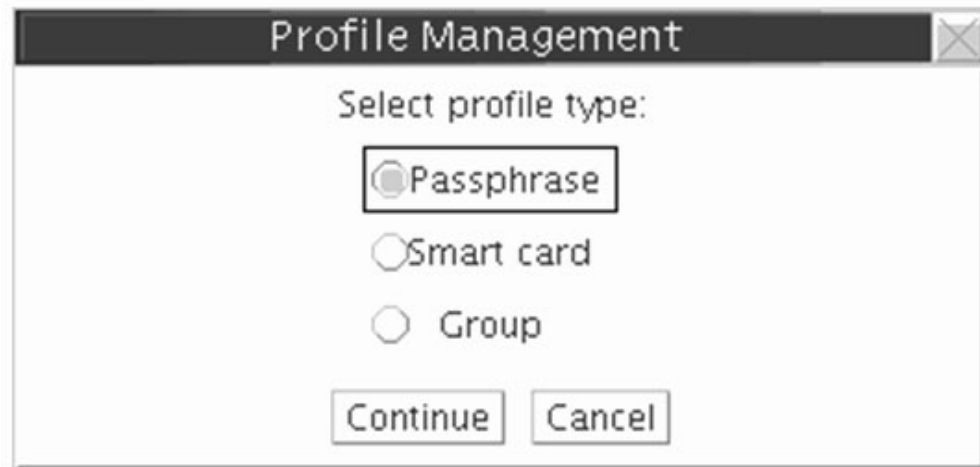 Profile Management
Select profile type:
Passphrase
Smart card
Group
Continue Cancel